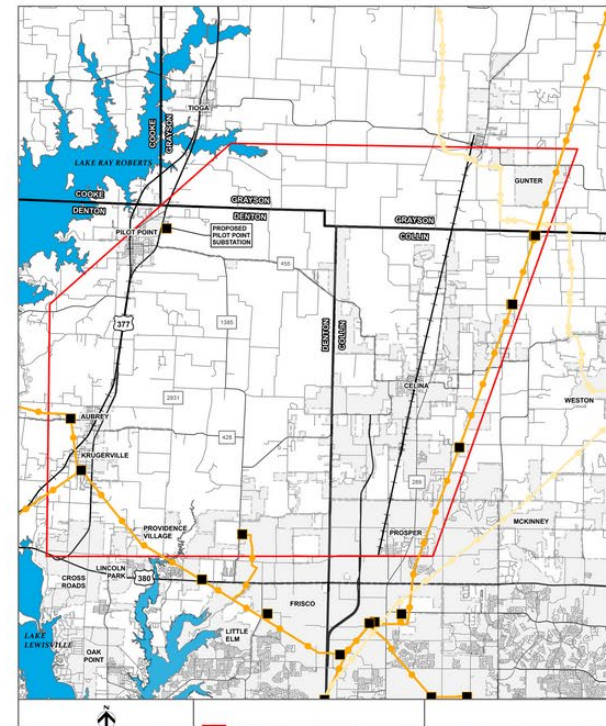 TIOGA
COOKE
GRAYSON
LAKE RAY ROBERTS
GUNTER
COOKE
DENTON
GRAYSON
DENTON
GRAYSON
COLLIN
PILOT POINT
PROPOSED
PILOT POINT
SUBSTATION
455
377
1385
DENTON
COLLIN
CELINA
WESTON
2931
AUBREY
428
KRUGERVILLE
289
MCKINNEY
PROVIDENCE
VILLAGE
PROSPER
LINCOLN
PARK
380
CROSS
ROADS
FRISCO
LITTLE
ELM
LAKE
LEWISVILLE
OAK
POINT
N